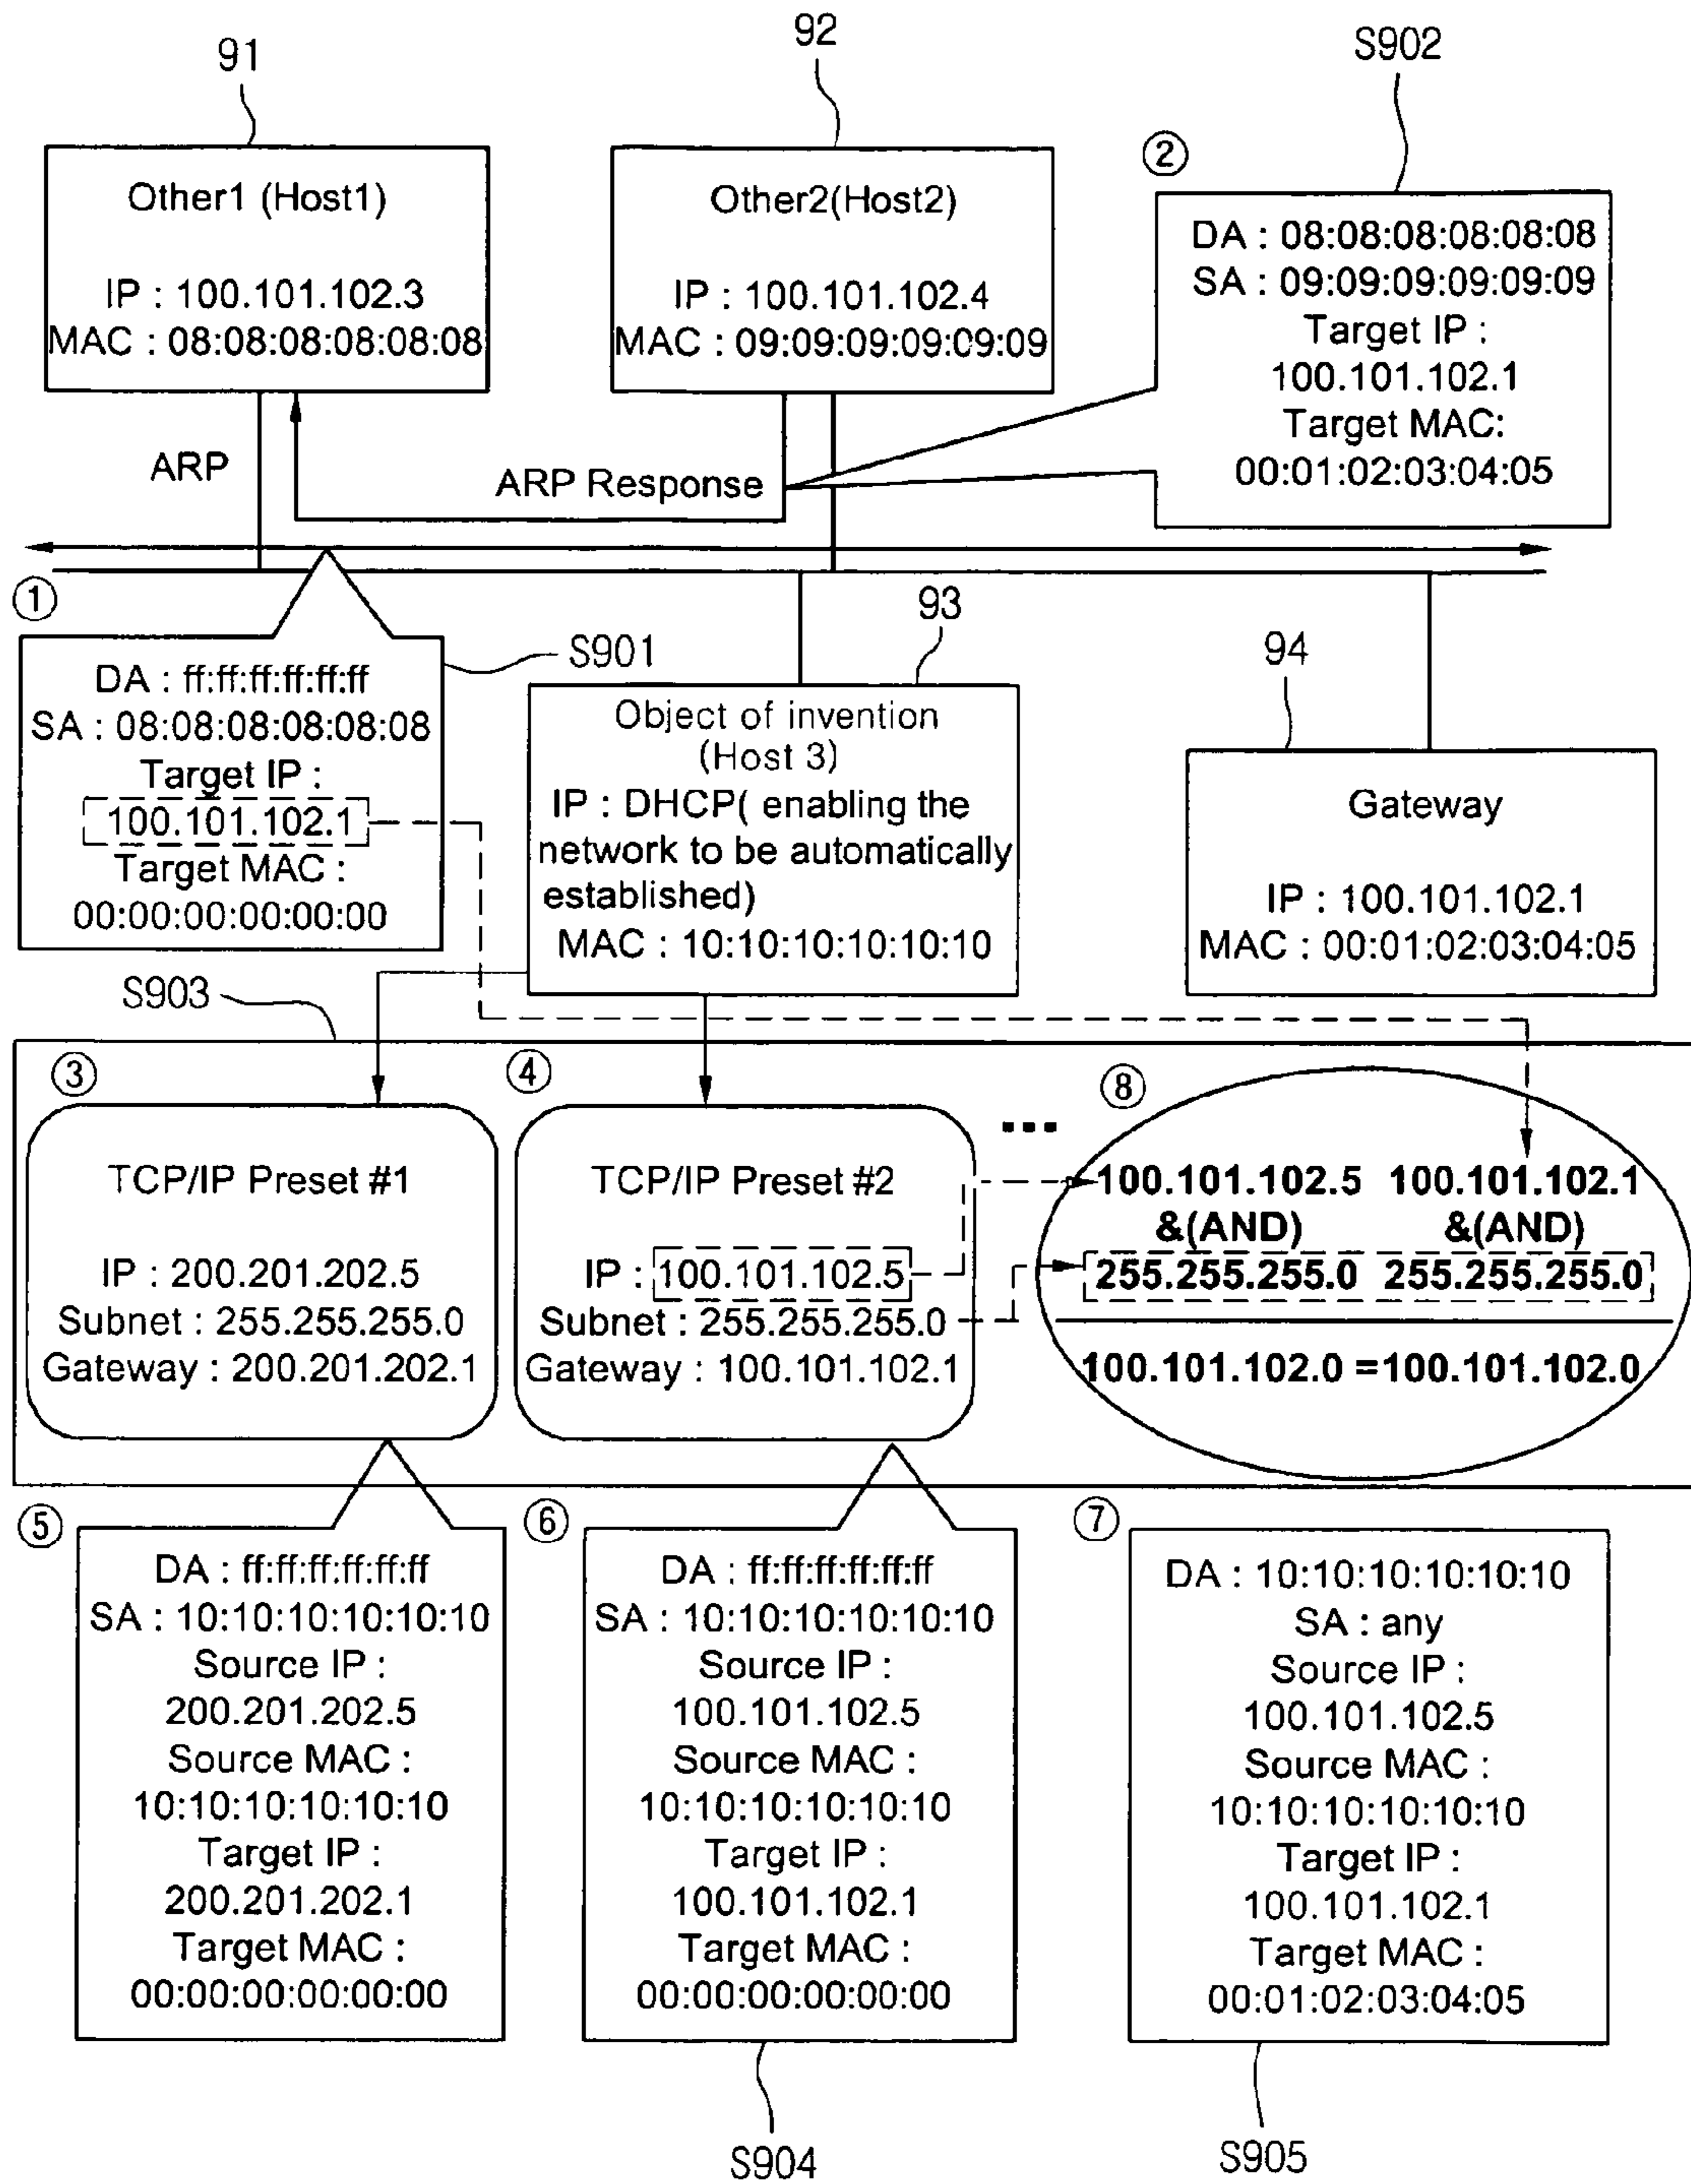 91
92
S902
Other1 (Host1)
IP : 100.101.102.3
MAC : 08:08:08:08:08:08
Other2(Host2)
IP : 100.101.102.4
MAC : 09:09:09:09:09:09
②
DA : 08:08:08:08:08:08
SA : 09:09:09:09:09:09
Target IP :
100.101.102.1
Target MAC:
00:01:02:03:04:05
ARP
ARP Response
①
S901
DA : ff:ff:ff:ff:ff:ff
SA : 08:08:08:08:08:08
Target IP :
100.101.102.1
Target MAC :
00:00:00:00:00:00
93
Object of invention
(Host 3)
IP : DHCP( enabling the
network to be automatically
established)
MAC : 10:10:10:10:10:10
94
Gateway
IP : 100.101.102.1
MAC : 00:01:02:03:04:05
S903
③
TCP/IP Preset #1
IP : 200.201.202.5
Subnet : 255.255.255.0
Gateway : 200.201.202.1
④
TCP/IP Preset #2
IP : 100.101.102.5
Subnet : 255.255.255.0
Gateway : 100.101.102.1
...
⑧
100.101.102.5 100.101.102.1
&(AND) &(AND)
255.255.255.0 255.255.255.0
100.101.102.0 =100.101.102.0
⑤
DA : ff:ff:ff:ff:ff:ff
SA : 10:10:10:10:10:10
Source IP :
200.201.202.5
Source MAC :
10:10:10:10:10:10
Target IP :
200.201.202.1
Target MAC :
00:00:00:00:00:00
⑥
DA : ff:ff:ff:ff:ff:ff
SA : 10:10:10:10:10:10
Source IP :
100.101.102.5
Source MAC :
10:10:10:10:10:10
Target IP :
100.101.102.1
Target MAC :
00:00:00:00:00:00
S904
⑦
DA : 10:10:10:10:10:10
SA : any
Source IP :
100.101.102.5
Source MAC :
10:10:10:10:10:10
Target IP :
100.101.102.1
Target MAC :
00:01:02:03:04:05
S905